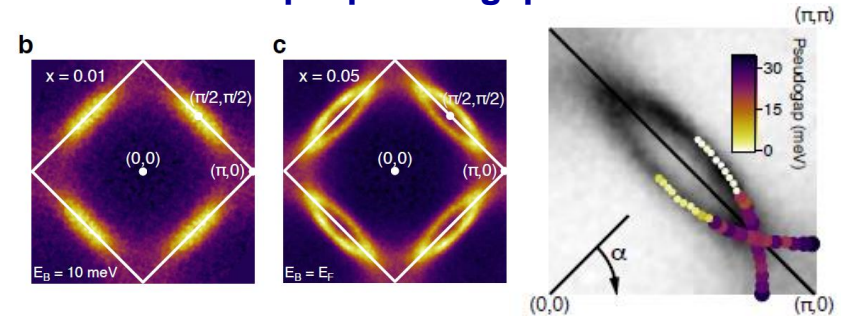 b
x = 0.01
(π/2,π/2)
(0,0)
(π,0)
E_B = 10 meV
c
x = 0.05
(π/2,π/2)
(0,0)
(π,0)
E_B = E_F
(π,π)
30
15
0
Pseudogap (meV)
α
(0,0)
(π,0)